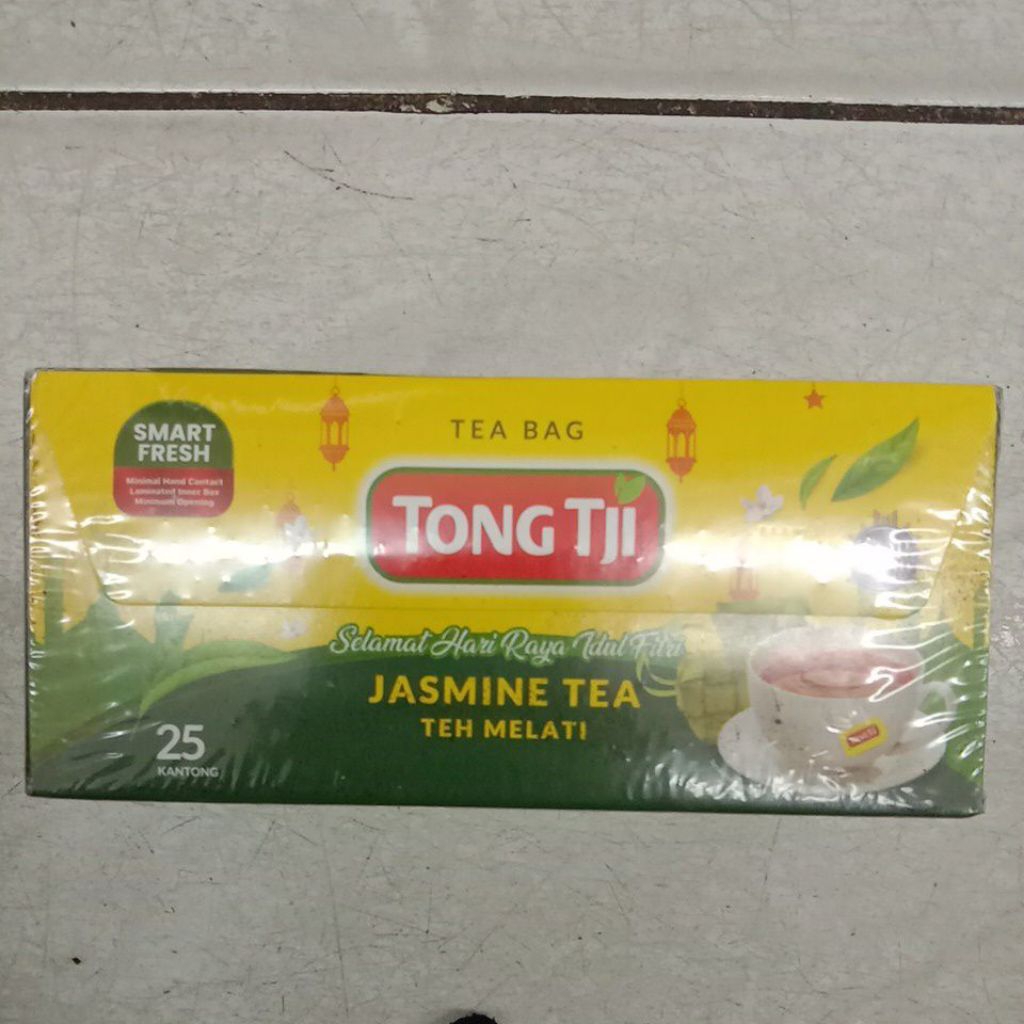 SMART
FRESH
Minimal Hand Contact
Laminated Inner Box
Minimum Opening
TEA BAG
TONG TJI
Selamat Hari Raya Idul Fitri
JASMINE TEA
TEH MELATI
25
KANTONG